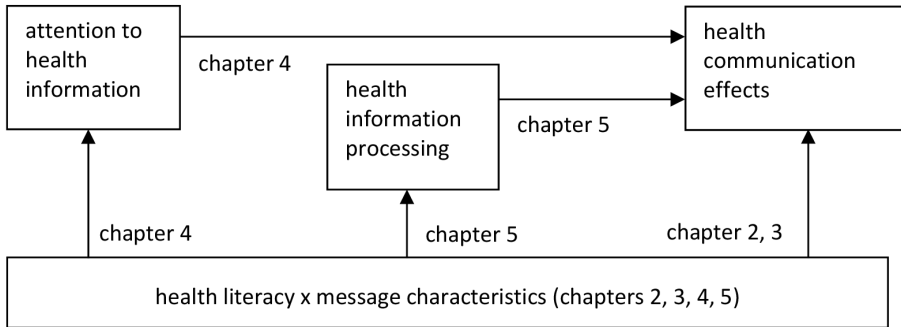 attention to
health
information
chapter 4
health
information
processing
chapter 5
health
communication
effects
chapter 4
chapter 5
chapter 2, 3
health literacy x message characteristics (chapters 2, 3, 4, 5)